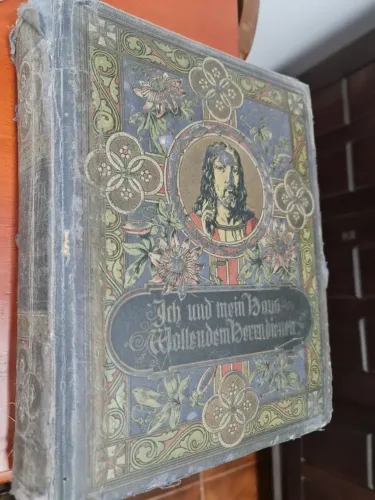 Ich und mein Haus
Wollen dem Herrn dienen